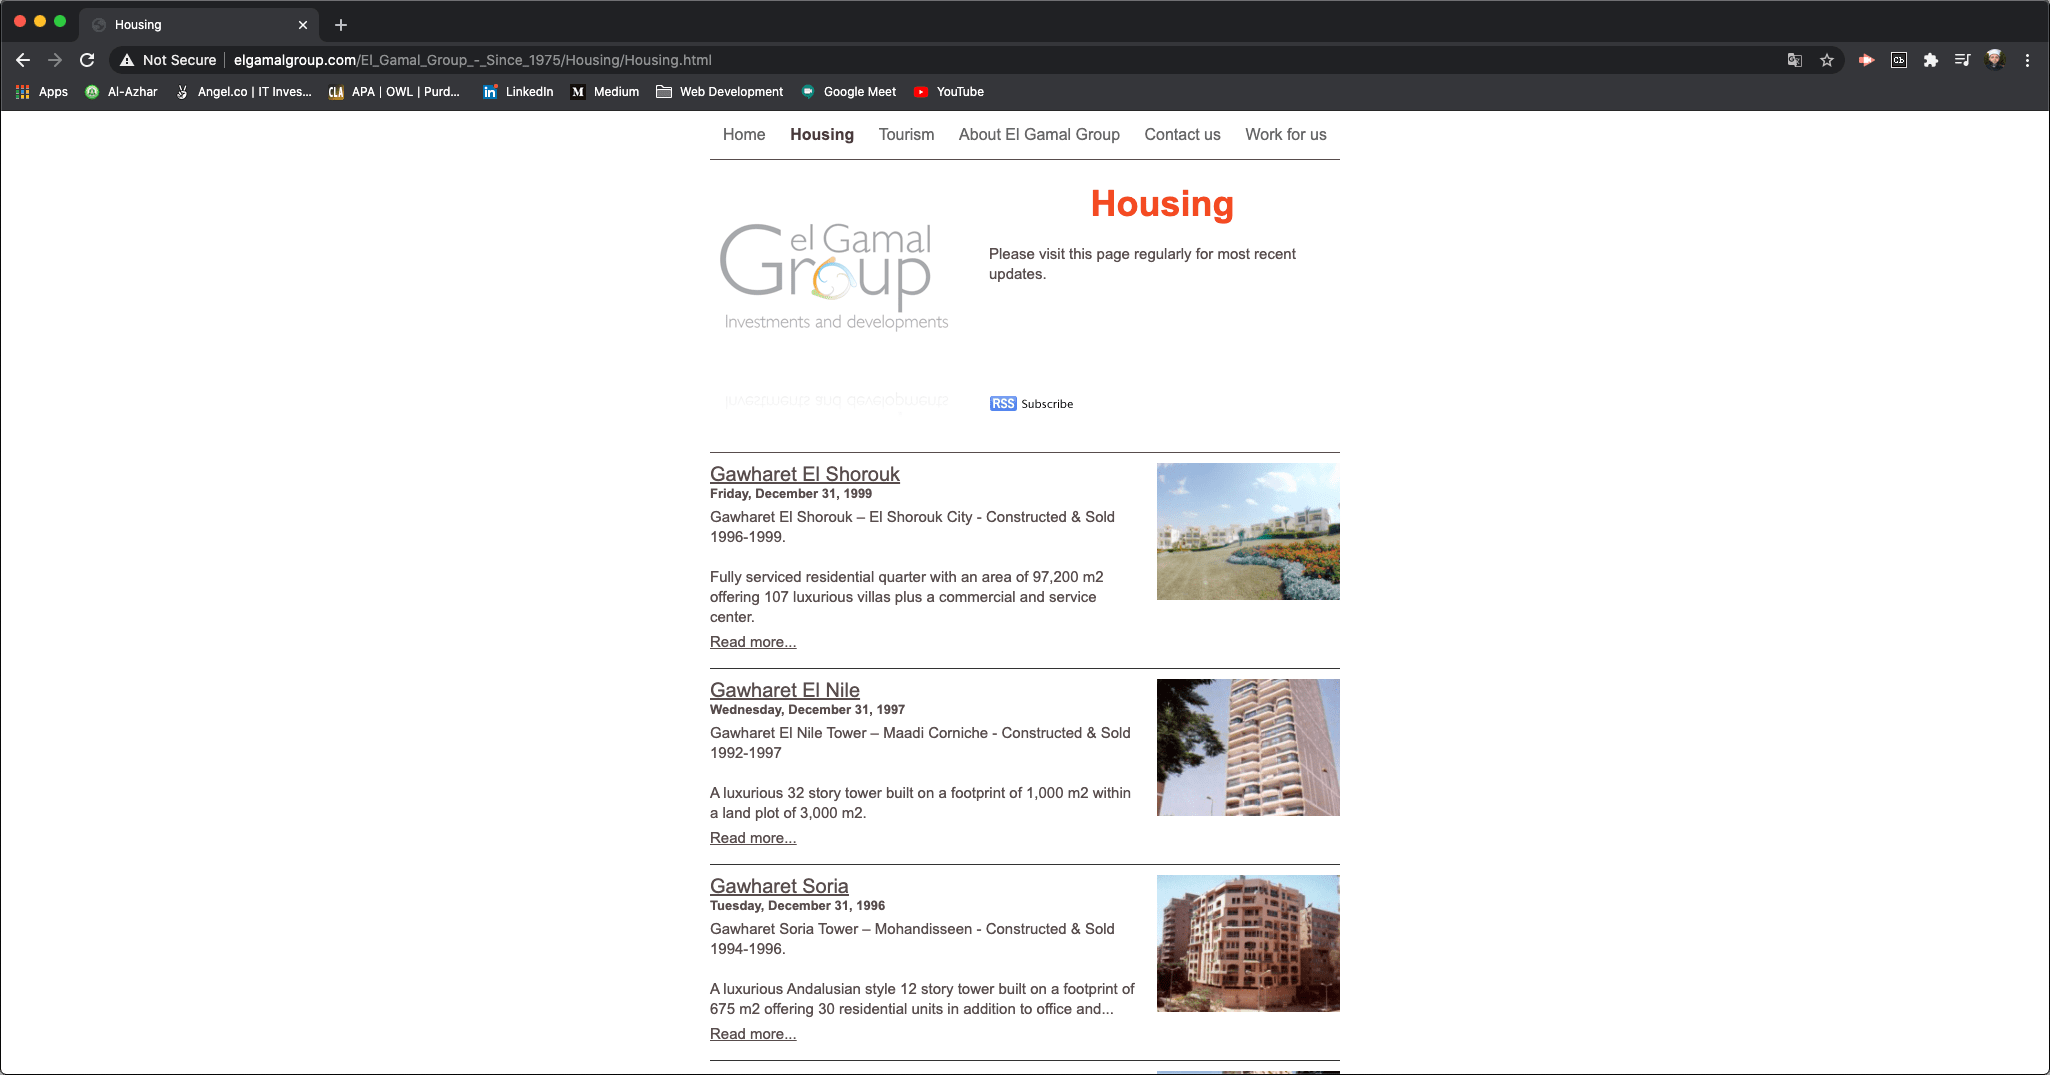 Housing
Not Secure
elgamalgroup.com/El_Gamal_Group_-_Since_1975/Housing/Housing.html
Apps Al-Azhar Angel.co | IT Inves... CLA APA | OWL | Purd... LinkedIn Medium Web Development Google Meet YouTube
Home Housing Tourism About El Gamal Group Contact us Work for us
el Gamal
Group
Investments and developments
Housing
Please visit this page regularly for most recent
updates.
Investments and developments
RSS Subscribe
Gawharet El Shorouk
Friday, December 31, 1999
Gawharet El Shorouk – El Shorouk City - Constructed & Sold
1996-1999.
Fully serviced residential quarter with an area of 97,200 m2
offering 107 luxurious villas plus a commercial and service
center.
Read more...
Gawharet El Nile
Wednesday, December 31, 1997
Gawharet El Nile Tower – Maadi Corniche - Constructed & Sold
1992-1997
A luxurious 32 story tower built on a footprint of 1,000 m2 within
a land plot of 3,000 m2.
Read more...
Gawharet Soria
Tuesday, December 31, 1996
Gawharet Soria Tower – Mohandisseen - Constructed & Sold
1994-1996.
A luxurious Andalusian style 12 story tower built on a footprint of
675 m2 offering 30 residential units in addition to office and...
Read more...